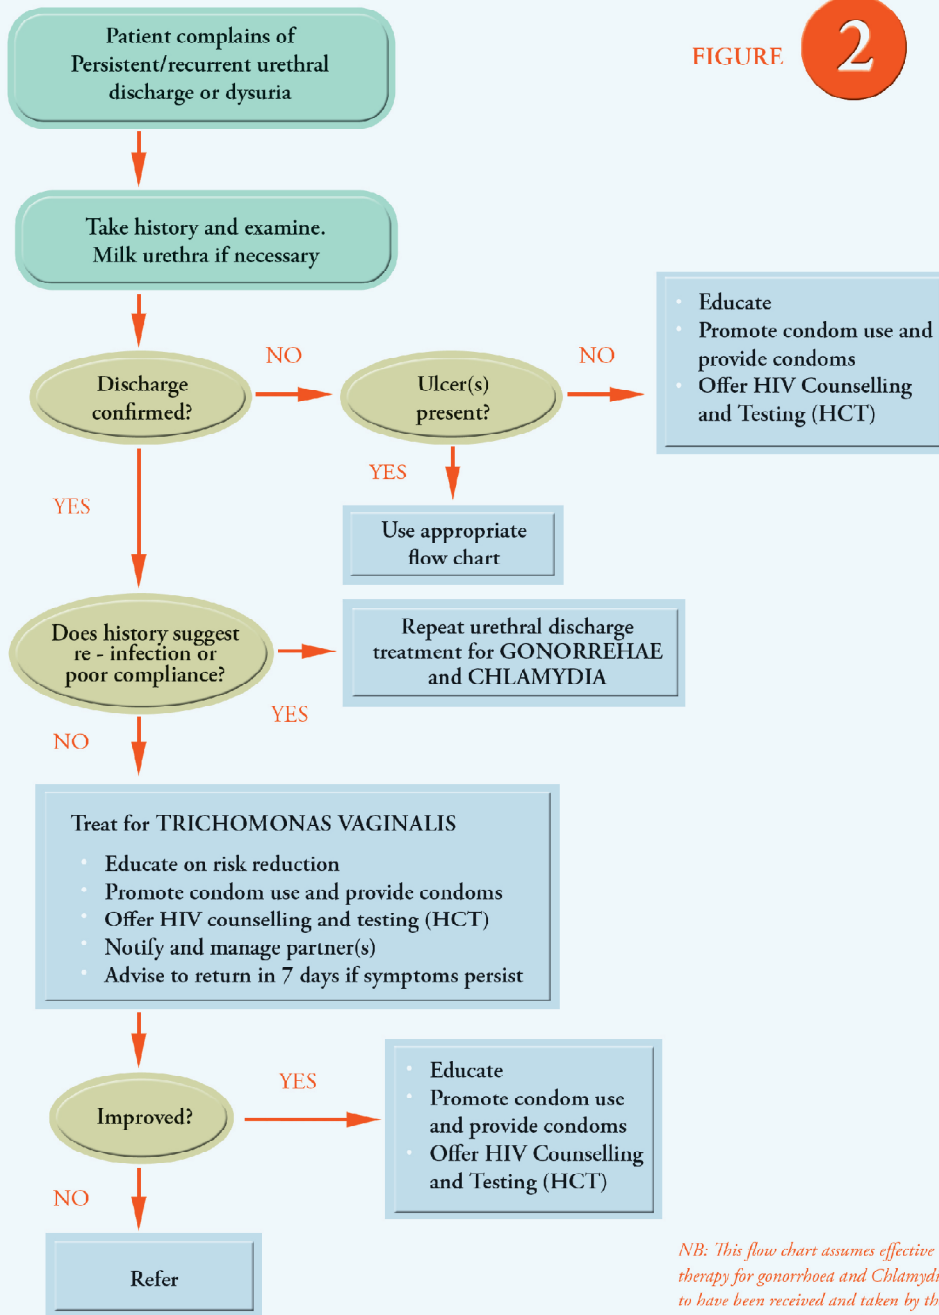 FIGURE 2
Patient complains of
Persistent/recurrent urethral
discharge or dysuria
Take history and examine.
Milk urethra if necessary
Discharge
confirmed?
NO
Ulcer(s)
present?
NO
• Educate
• Promote condom use and
provide condoms
• Offer HIV Counselling
and Testing (HCT)
YES
YES
Use appropriate
flow chart
Does history suggest
re - infection or
poor compliance?
YES
Repeat urethral discharge
treatment for GONORREHAE
and CHLAMYDIA
NO
Treat for TRICHOMONAS VAGINALIS
• Educate on risk reduction
• Promote condom use and provide condoms
• Offer HIV counselling and testing (HCT)
• Notify and manage partner(s)
• Advise to return in 7 days if symptoms persist
Improved?
YES
• Educate
• Promote condom use
and provide condoms
• Offer HIV Counselling
and Testing (HCT)
NO
Refer
NB: This flow chart assumes effective
therapy for gonorrhoea and
to have been received and taken by